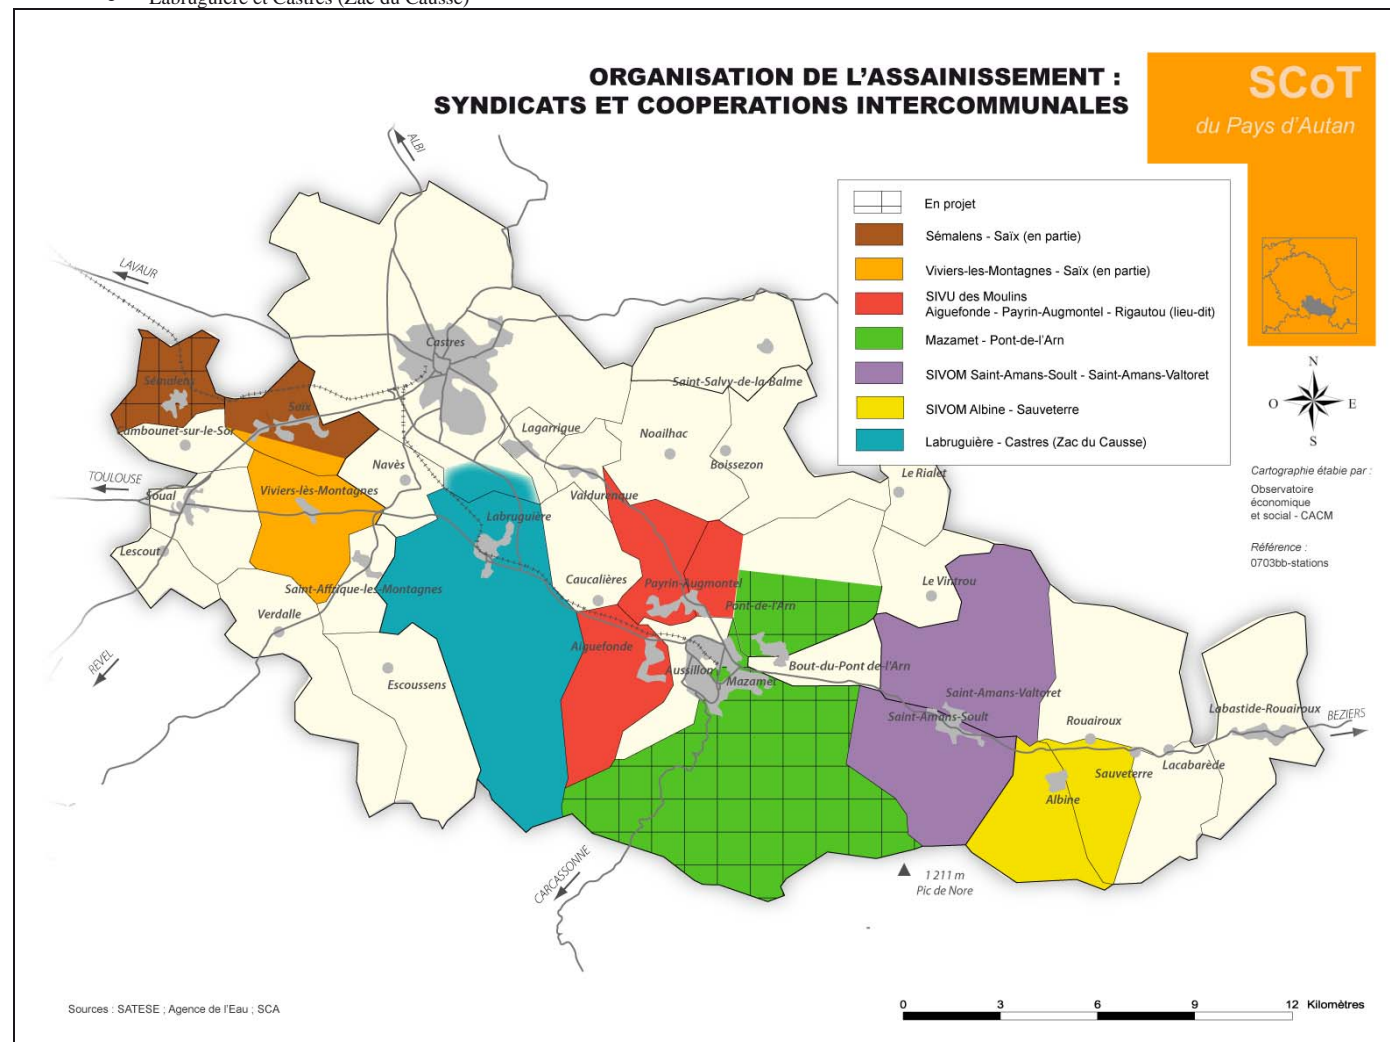 Labruguière et Castres (Zac du Causse)
ORGANISATION DE L'ASSAINISSEMENT :
SYNDICATS ET COOPERATIONS INTERCOMMUNALES
SCoT
du Pays d'Autan
En projet
Sémalens - Saïx (en partie)
Viviers-les-Montagnes - Saïx (en partie)
SIVU des Moulins
Aiguefonde - Payrin-Augmontel - Rigautou (lieu-dit)
Mazamet - Pont-de-l'Arn
SIVOM Saint-Amans-Soult - Saint-Amans-Valtoret
SIVOM Albine - Sauveterre
Labruguière - Castres (Zac du Causse)
N
O
E
S
Cartographie étabie par :
Observatoire
économique
et social - CACM
Référence :
0703bb-stations
ALBI
LAVAUR
Castres
Sémalens
Saïx
Saint-Salvy-de-la-Balme
Cambounet-sur-le-Sor
Lagarrigue
Noailhac
Boissezon
Navès
Le Rialet
TOULOUSE
Soual
Viviers-lès-Montagnes
Valdurenque
Labruguière
Lescout
Saint-Affrique-les-Montagnes
Caucalières
Payrin-Augmontel
Le Vintrou
Verdalle
Pont-de-l'Arn
Aiguefonde
REVEL
Escoussens
Aussillon
Mazamet
Bout-du-Pont de-l'Arn
Saint-Amans-Valtoret
Saint-Amans-Soult
Rouairoux
Labastide-Rouairoux
BEZIERS
Sauveterre
Lacabarède
Albine
CARCASSONNE
1 211 m
Pic de Nore
Sources : SATESE ; Agence de l'Eau ; SCA
0 3 6 9 12 Kilomètres